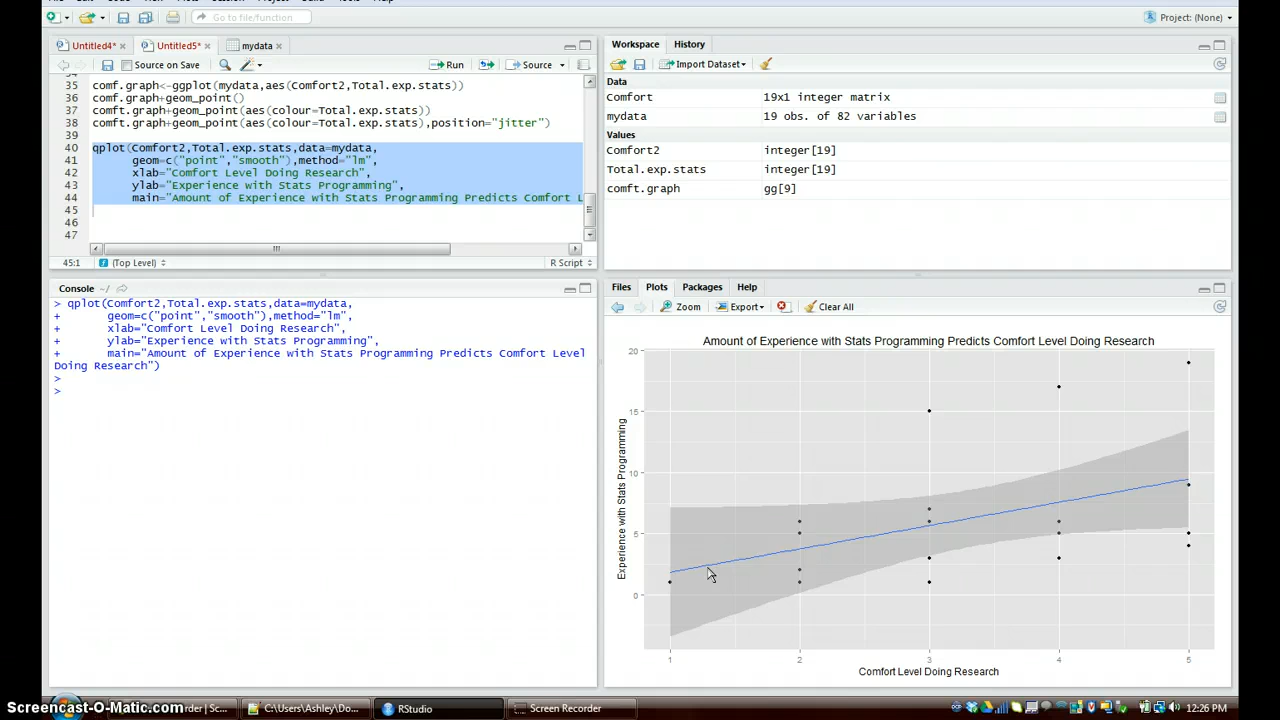 Go to file/function
Project: (None)
Untitled4*
Untitled5*
mydata
Source on Save
Run
Source
35 comf.graph<-ggplot(mydata,aes(Comfort2,Total.exp.stats))
36 comft.graph+geom_point()
37 comft.graph+geom_point(aes(colour=Total.exp.stats))
38 comft.graph+geom_point(aes(colour=Total.exp.stats),position="jitter")
39
40 qplot(Comfort2,Total.exp.stats,data=mydata,
41 geom=c("point","smooth"),method="lm",
42 xlab="Comfort Level Doing Research",
43 ylab="Experience with Stats Programming",
44 main="Amount of Experience with Stats Programming Predicts Comfort L
45
46
47
45:1
(Top Level)
R Script
Console ~/
> qplot(Comfort2,Total.exp.stats,data=mydata,
+ geom=c("point","smooth"),method="lm",
+ xlab="Comfort Level Doing Research",
+ ylab="Experience with Stats Programming",
+ main="Amount of Experience with Stats Programming Predicts Comfort Level
Doing Research")
>
>
Workspace
History
Import Dataset
Data
Comfort 19x1 integer matrix
mydata 19 obs. of 82 variables
Values
Comfort2 integer[19]
Total.exp.stats integer[19]
comft.graph gg[9]
Files
Plots
Packages
Help
Zoom
Export
Clear All
Amount of Experience with Stats Programming Predicts Comfort Level Doing Research
20
15
10
5
0
Experience with Stats Programming
1
2
3
4
5
Comfort Level Doing Research
Screencast-O-Matic.com
C:\Users\Ashley\Do...
RStudio
Screen Recorder
12:26 PM